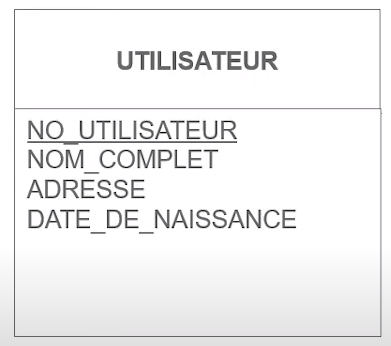 UTILISATEUR
NO_UTILISATEUR
NOM_COMPLET
ADRESSE
DATE_DE_NAISSANCE